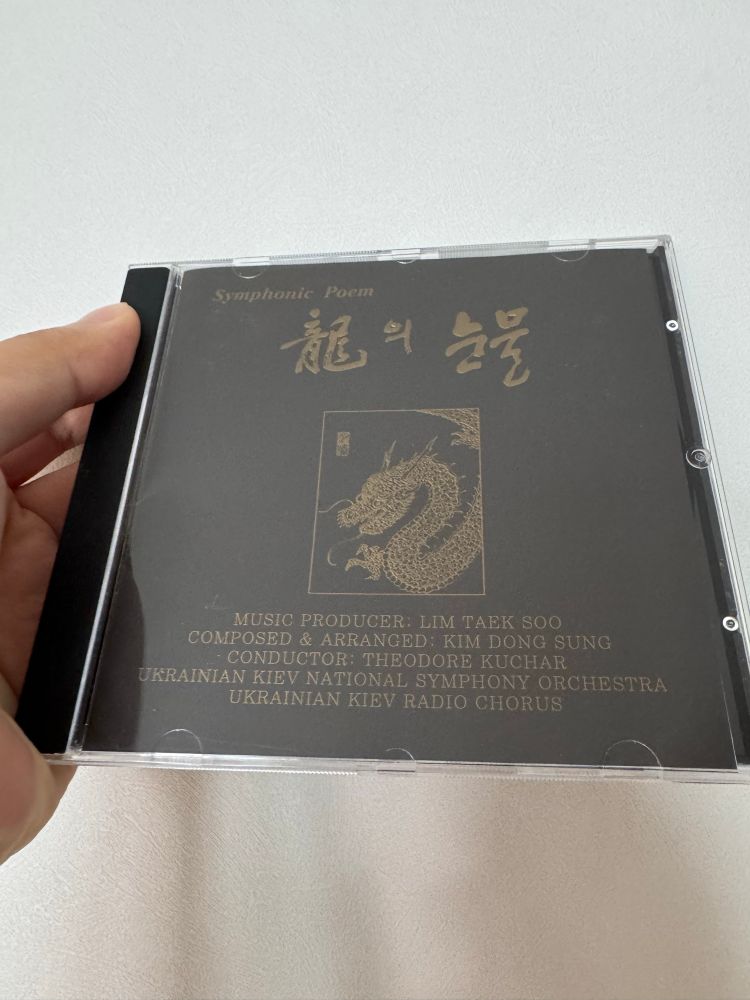 Symphonic Poem
龍의 눈물
MUSIC PRODUCER: LIM TAEK SOO
COMPOSED & ARRANGED: KIM DONG SUNG
CONDUCTOR: THEODORE KUCHAR
UKRAINIAN KIEV NATIONAL SYMPHONY ORCHESTRA
UKRAINIAN KIEV RADIO CHORUS